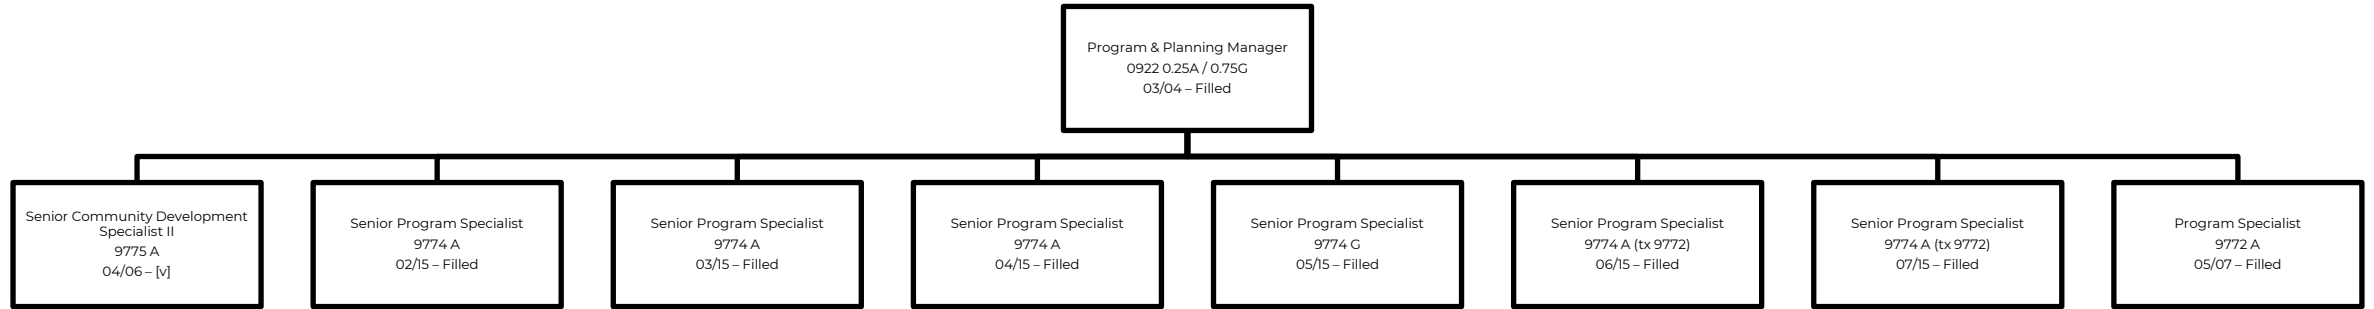 Program & Planning Manager
0922 0.25A / 0.75G
03/04 – Filled
Senior Community Development
Specialist II
9775 A
04/06 – [v]
Senior Program Specialist
9774 A
02/15 – Filled
Senior Program Specialist
9774 A
03/15 – Filled
Senior Program Specialist
9774 A
04/15 – Filled
Senior Program Specialist
9774 G
05/15 – Filled
Senior Program Specialist
9774 A (tx 9772)
06/15 – Filled
Senior Program Specialist
9774 A (tx 9772)
07/15 – Filled
Program Specialist
9772 A
05/07 – Filled